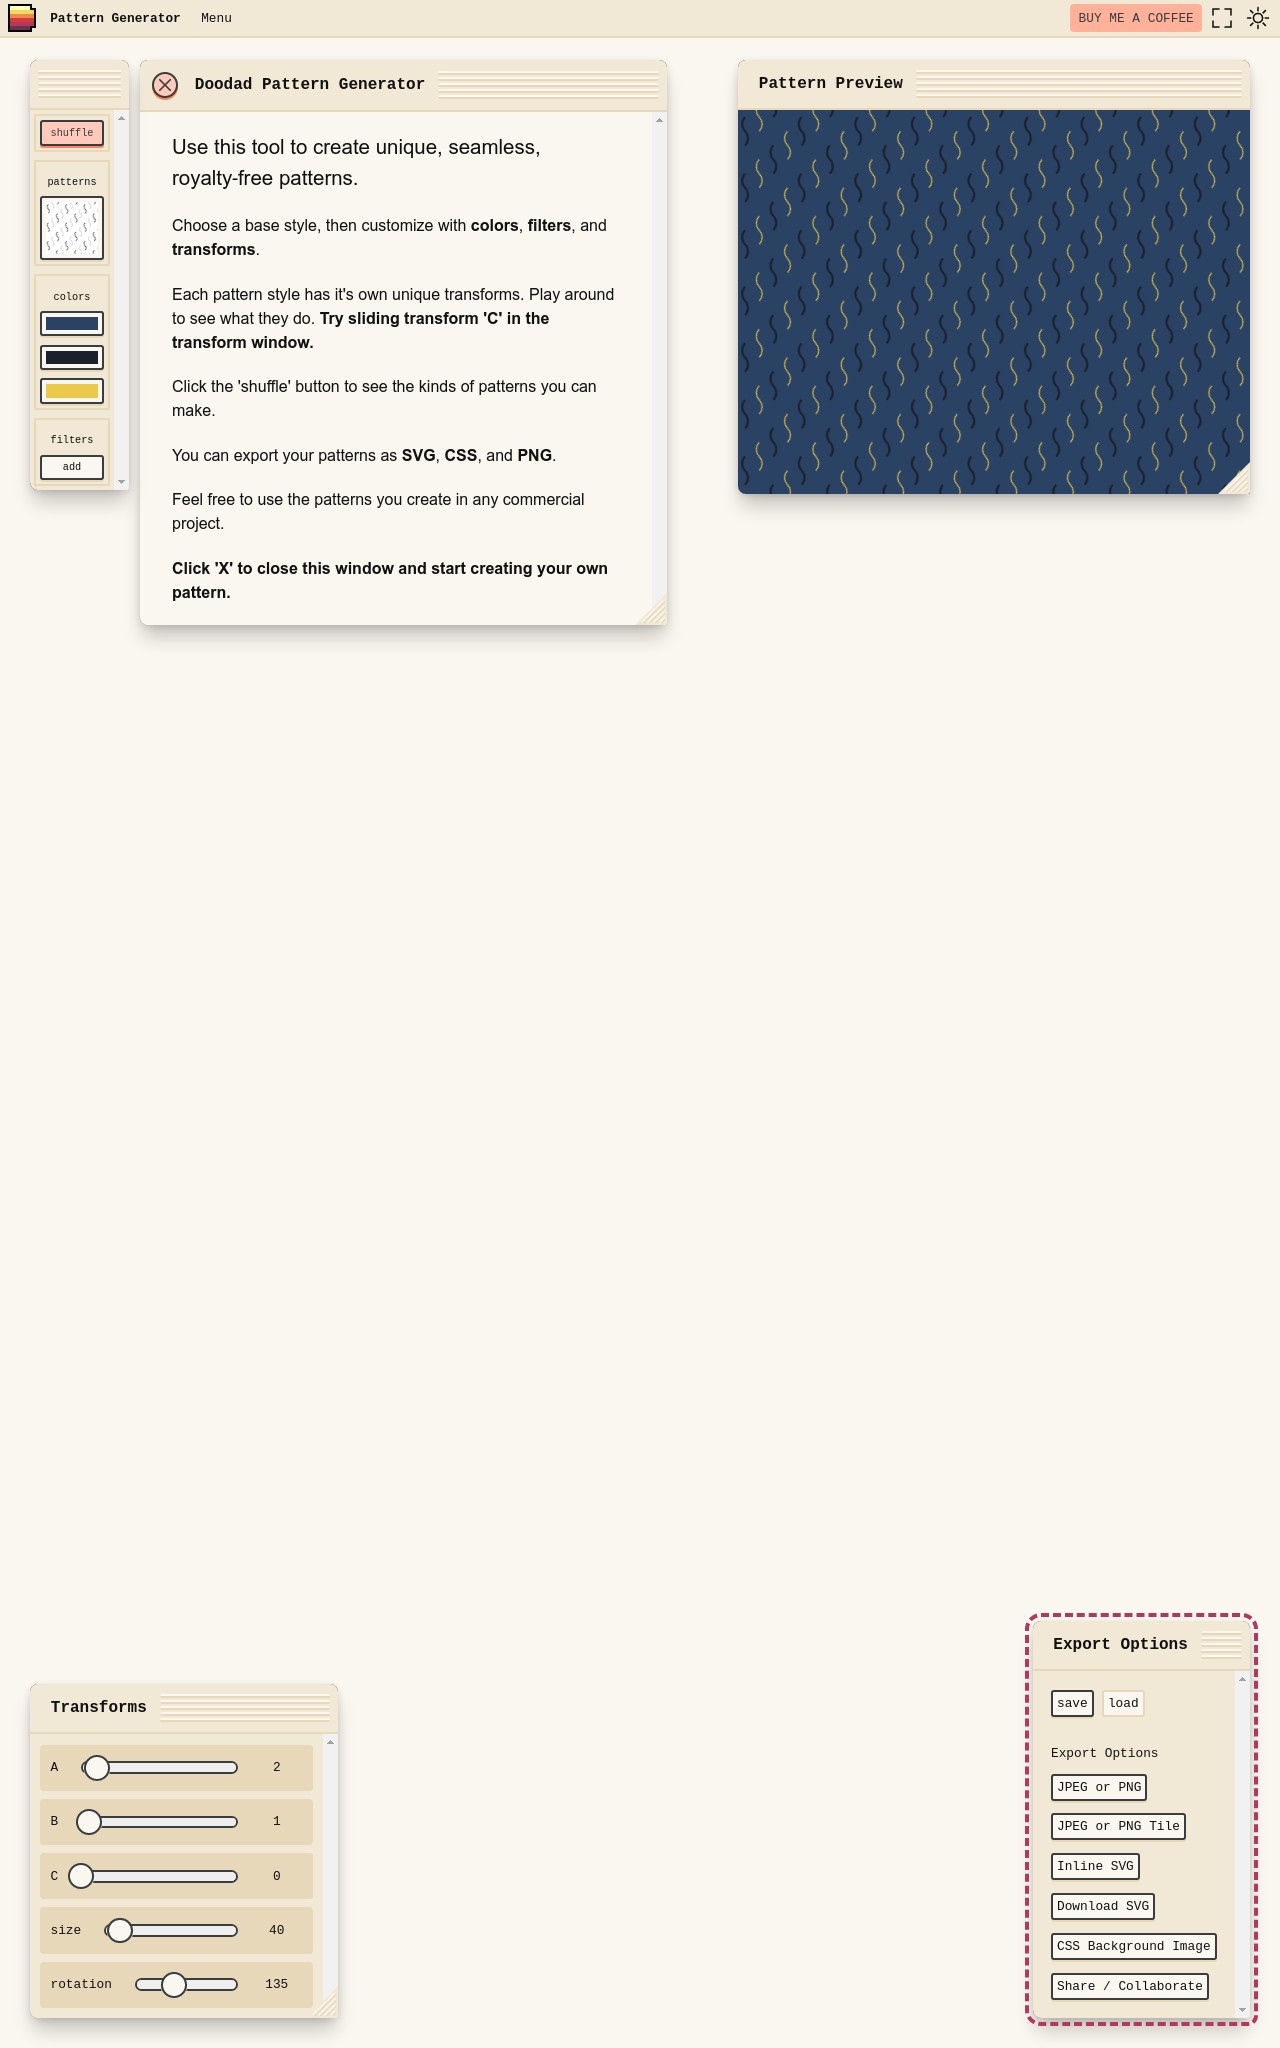 Pattern Generator
Menu
BUY ME A COFFEE
shuffle
patterns
colors
filters
add
Doodad Pattern Generator
Use this tool to create unique, seamless,
royalty-free patterns.
Choose a base style, then customize with colors, filters, and
transforms.
Each pattern style has it's own unique transforms. Play around
to see what they do. Try sliding transform 'C' in the
transform window.
Click the 'shuffle' button to see the kinds of patterns you can
make.
You can export your patterns as SVG, CSS, and PNG.
Feel free to use the patterns you create in any commercial
project.
Click 'X' to close this window and start creating your own
pattern.
Pattern Preview
Transforms
A 2
B 1
C 0
size 40
rotation 135
Export Options
save load
Export Options
JPEG or PNG
JPEG or PNG Tile
Inline SVG
Download SVG
CSS Background Image
Share / Collaborate